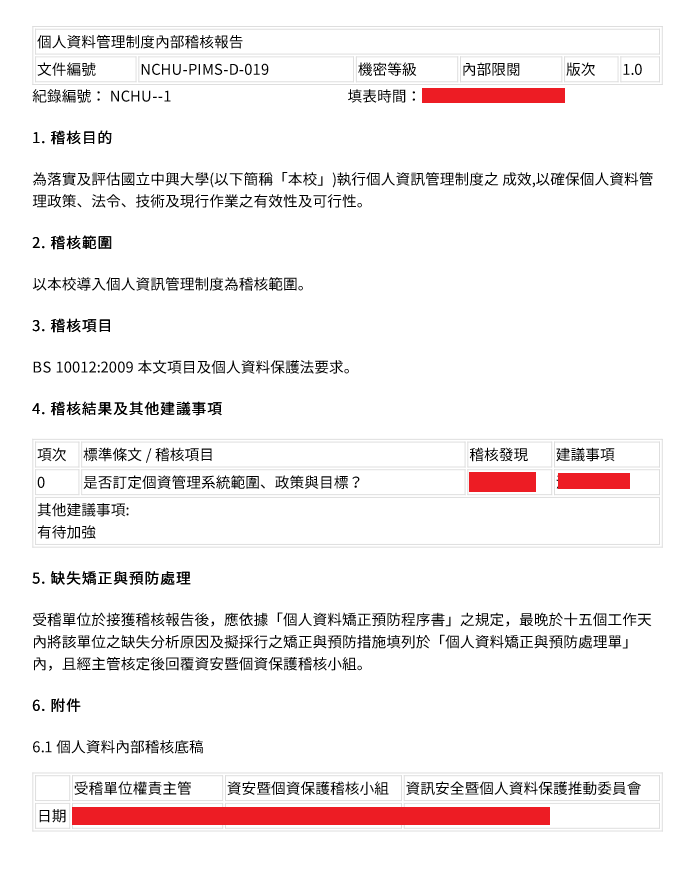 個人資料管理制度內部稽核報告
文件編號 NCHU-PIMS-D-019 機密等級 內部限閱 版次 1.0
紀錄編號： NCHU--1 填表時間：
1. 稽核目的
為落實及評估國立中興大學(以下簡稱「本校」)執行個人資訊管理制度之 成效,以確保個人資料管
理政策、法令、技術及現行作業之有效性及可行性。
2. 稽核範圍
以本校導入個人資訊管理制度為稽核範圍。
3. 稽核項目
BS 10012:2009 本文項目及個人資料保護法要求。
4. 稽核結果及其他建議事項
項次 標準條文 / 稽核項目 稽核發現 建議事項
0 是否訂定個資管理系統範圍、政策與目標？
其他建議事項:
有待加強
5. 缺失矯正與預防處理
受稽單位於接獲稽核報告後，應依據「個人資料矯正預防程序書」之規定，最晚於十五個工作天
內將該單位之缺失分析原因及擬採行之矯正與預防措施填列於「個人資料矯正與預防處理單」
內，且經主管核定後回覆資安暨個資保護稽核小組。
6. 附件
6.1 個人資料內部稽核底稿
受稽單位權責主管 資安暨個資保護稽核小組 資訊安全暨個人資料保護推動委員會
日期